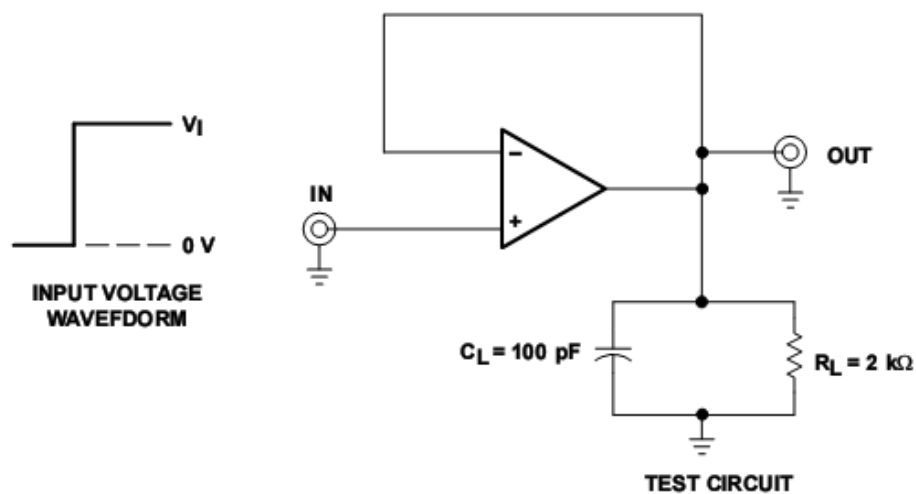 VI
0 V
INPUT VOLTAGE
WAVEFDORM
IN
−
+
OUT
CL = 100 pF
RL = 2 kΩ
TEST CIRCUIT